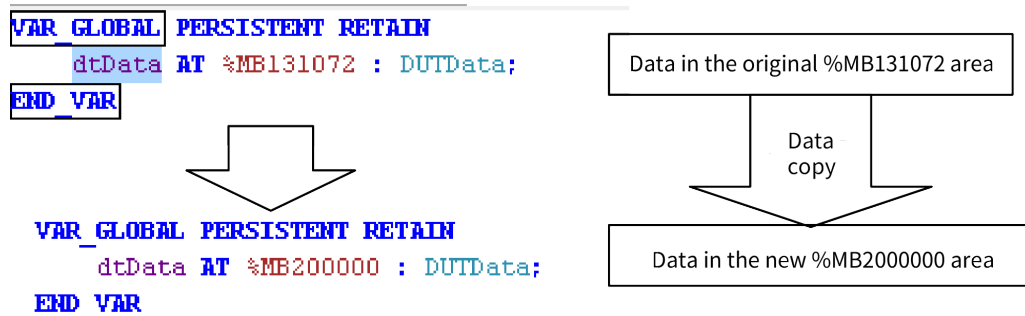 VAR_GLOBAL PERSISTENT RETAIN
dtData AT %MB131072 : DUTData;
END_VAR
VAR_GLOBAL PERSISTENT RETAIN
dtData AT %MB200000 : DUTData;
END_VAR
Data in the original %MB131072 area
Data
copy
Data in the new %MB2000000 area